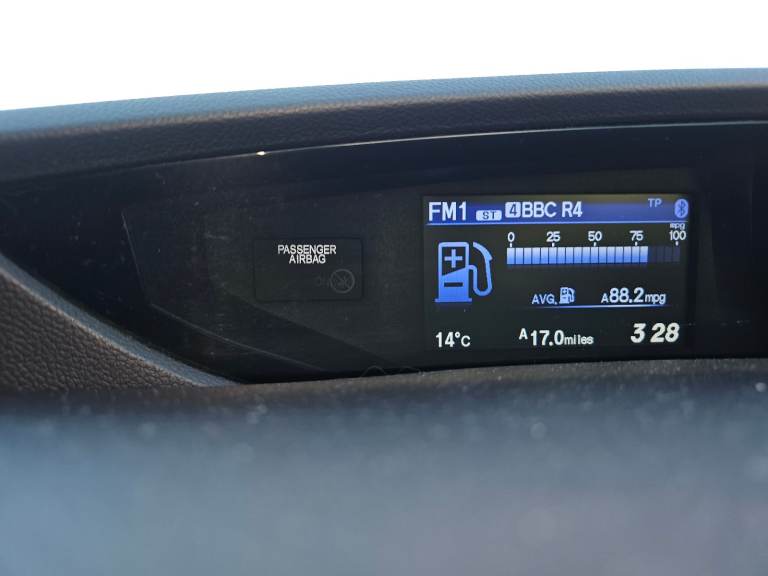 PASSENGER
AIRBAG
FM1 ST 4 BBC R4 TP
mpg
0 25 50 75 100
AVG. A88.2mpg
14°C A17.0miles 3 28